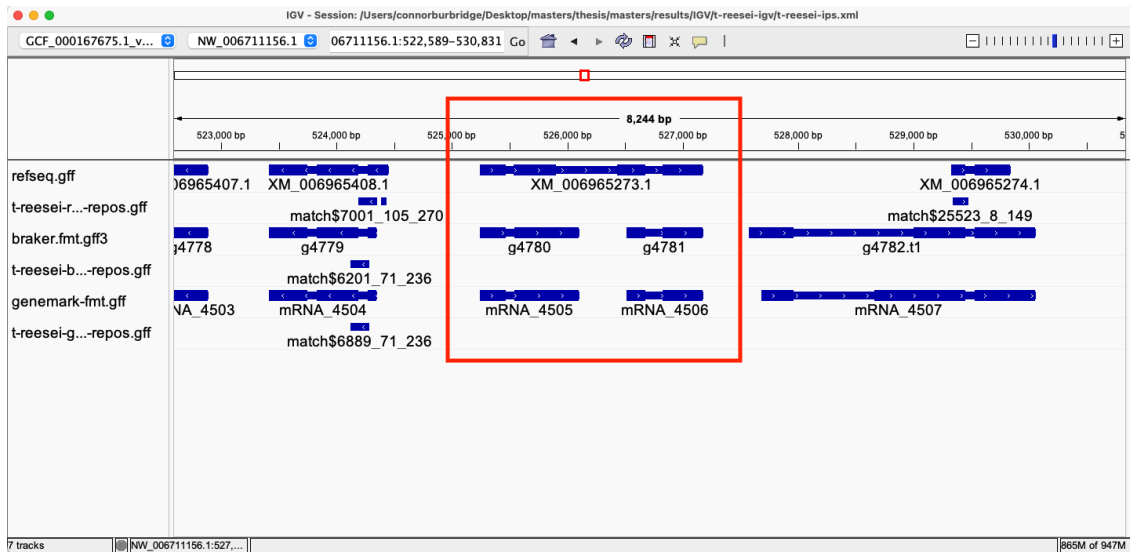 IGV - Session: /Users/connorburbridge/Desktop/masters/thesis/masters/results/IGV/t-reesei-igv/t-reesei-ips.xml
GCF_000167675.1_v... NW_006711156.1 06711156.1:522,589-530,831 Go
8,244 bp
523,000 bp 524,000 bp 525,000 bp 526,000 bp 527,000 bp 528,000 bp 529,000 bp 530,000 bp 5
refseq.gff
06965407.1 XM_006965408.1 XM_006965273.1 XM_006965274.1
t-reesei-r...-repos.gff
match$7001_105_270 match$25523_8_149
braker.fmt.gff3
g4778 g4779 g4780 g4781 g4782.t1
t-reesei-b...-repos.gff
match$6201_71_236
genemark-fmt.gff
NA_4503 mRNA_4504 mRNA_4505 mRNA_4506 mRNA_4507
t-reesei-g...-repos.gff
match$6889_71_236
7 tracks NW_006711156.1:527,... 865M of 947M